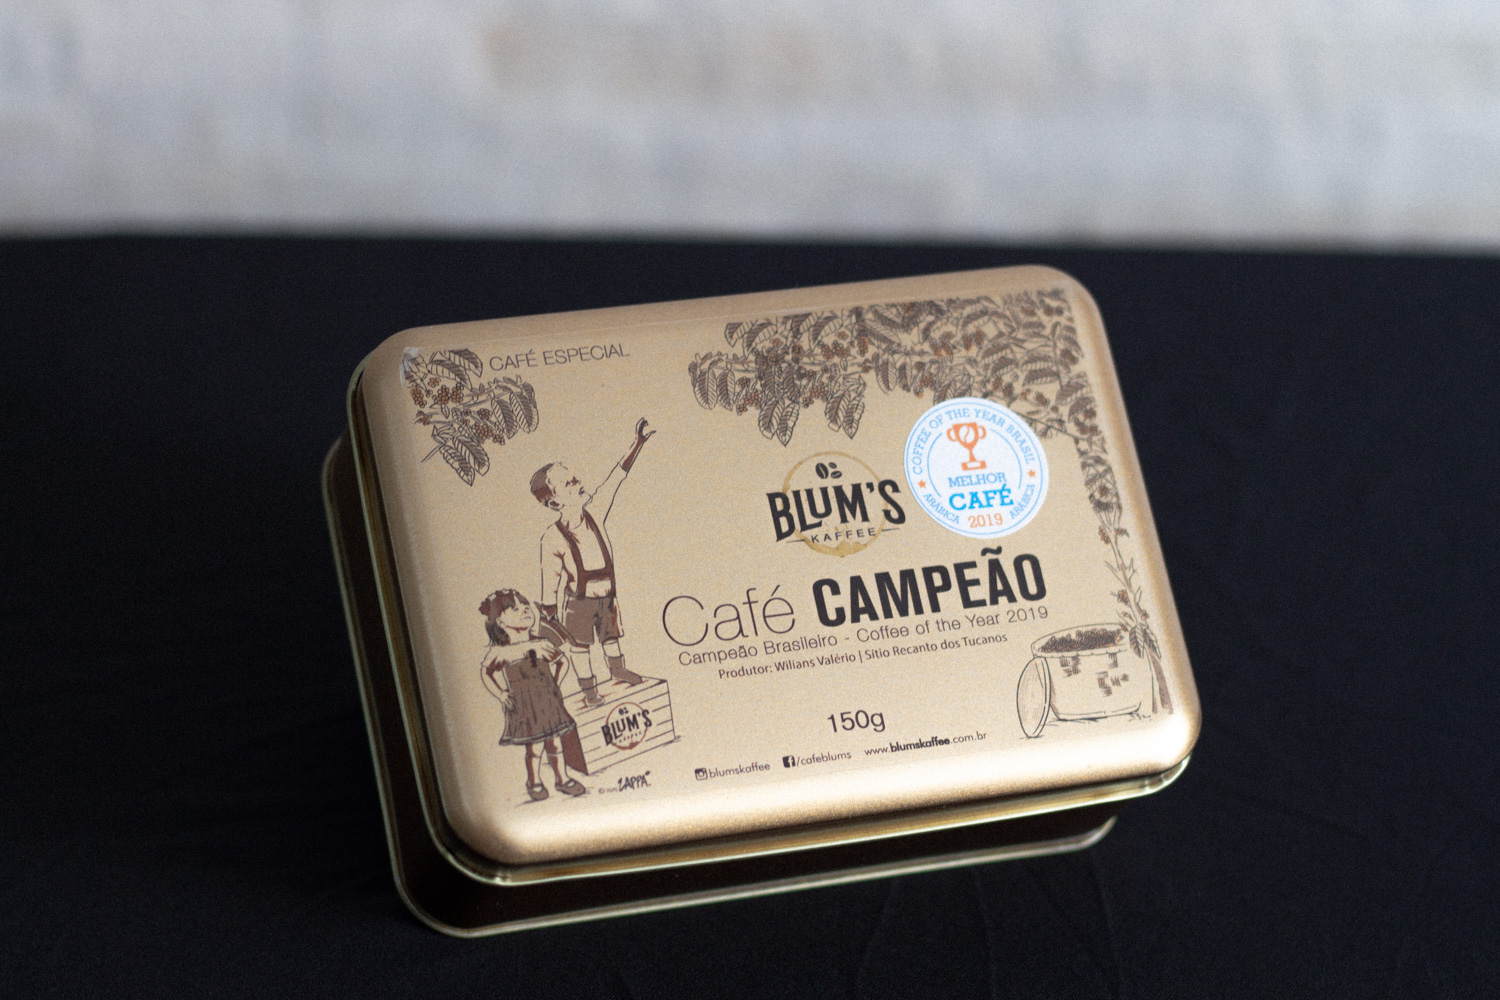 CAFÉ ESPECIAL
COFFEE OF THE YEAR BRASIL
MELHOR
CAFÉ
2019
ARÁBICA
ARÁBICA
BLUM'S
KAFFEE
Café CAMPEÃO
Campeão Brasileiro - Coffee of the Year 2019
Produtor: Wilians Valério | Sítio Recanto dos Tucanos
BLUM'S
150g
blumskaffee /cafeblums www.blumskaffee.com.br
ZAPPA